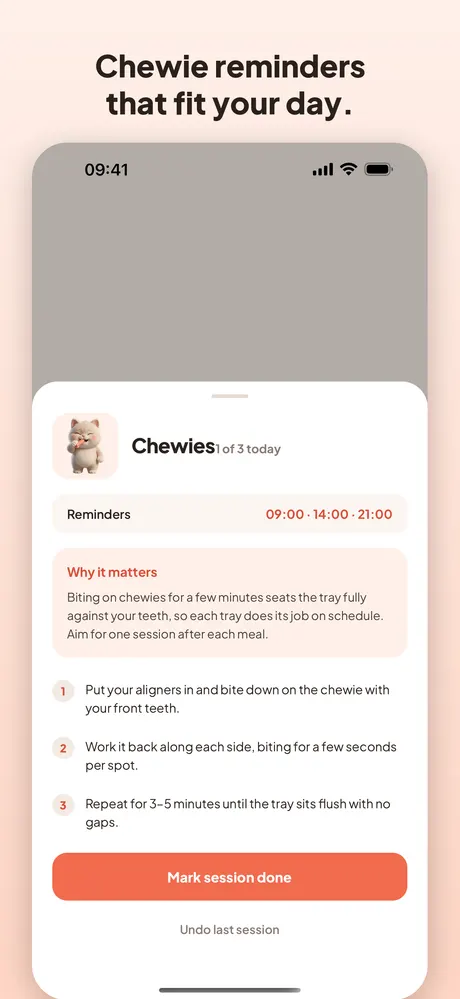 Chewie reminders
that fit your day.
09:41
Chewies 1 of 3 today
Reminders 09:00 · 14:00 · 21:00
Why it matters
Biting on chewies for a few minutes seats the tray fully
against your teeth, so each tray does its job on schedule.
Aim for one session after each meal.
1 Put your aligners in and bite down on the chewie with
your front teeth.
2 Work it back along each side, biting for a few seconds
per spot.
3 Repeat for 3–5 minutes until the tray sits flush with no
gaps.
Mark session done
Undo last session